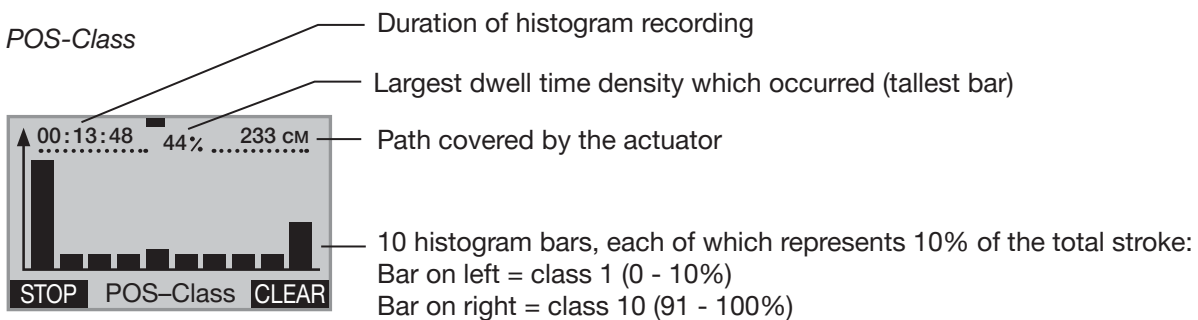 Duration of histogram recording
POS-Class
Largest dwell time density which occurred (tallest bar)
00:13:48 44% 233 CM
Path covered by the actuator
10 histogram bars, each of which represents 10% of the total stroke:
Bar on left = class 1 (0 - 10%)
Bar on right = class 10 (91 - 100%)
STOP POS–Class CLEAR